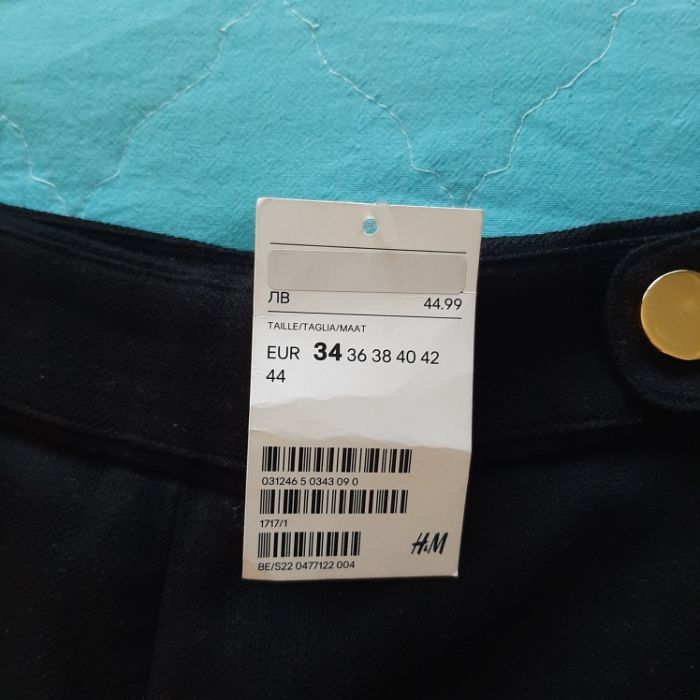 ЛВ 44.99
TAILLE/TAGLIA/MAAT
EUR 34 36 38 40 42
44
031246 5 0343 09 0
1717/1
H&M
BE/S22 0477122 004